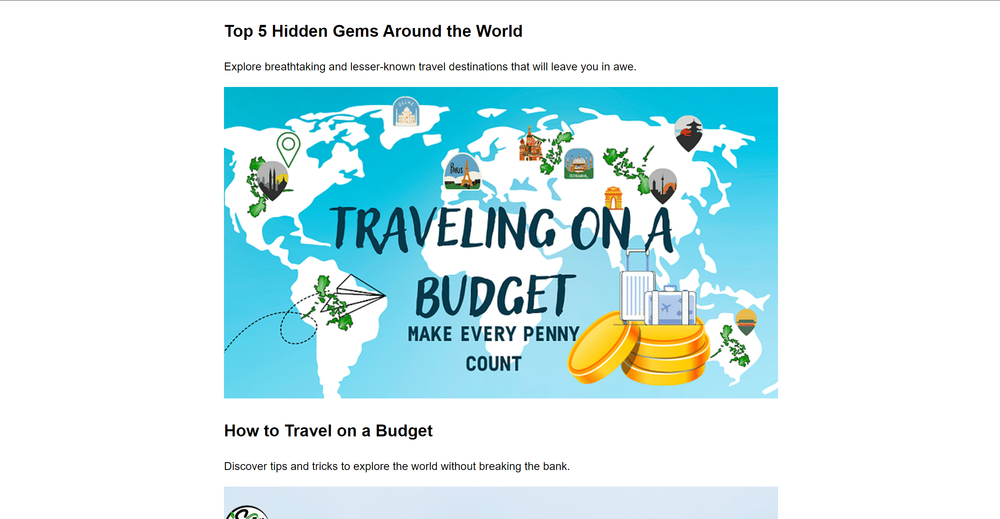 Top 5 Hidden Gems Around the World
Explore breathtaking and lesser-known travel destinations that will leave you in awe.
DELHI
PARIS
ISTANBUL
TRAVELING ON A
BUDGET
MAKE EVERY PENNY
COUNT
How to Travel on a Budget
Discover tips and tricks to explore the world without breaking the bank.